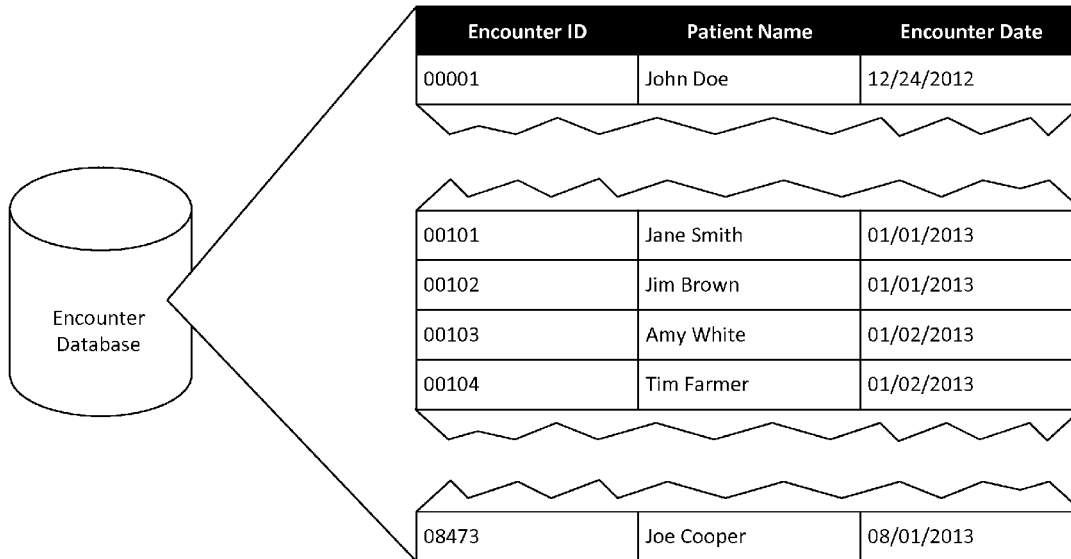 Encounter ID Patient Name Encounter Date
00001 John Doe 12/24/2012
00101 Jane Smith 01/01/2013
00102 Jim Brown 01/01/2013
00103 Amy White 01/02/2013
00104 Tim Farmer 01/02/2013
08473 Joe Cooper 08/01/2013
Encounter
Database